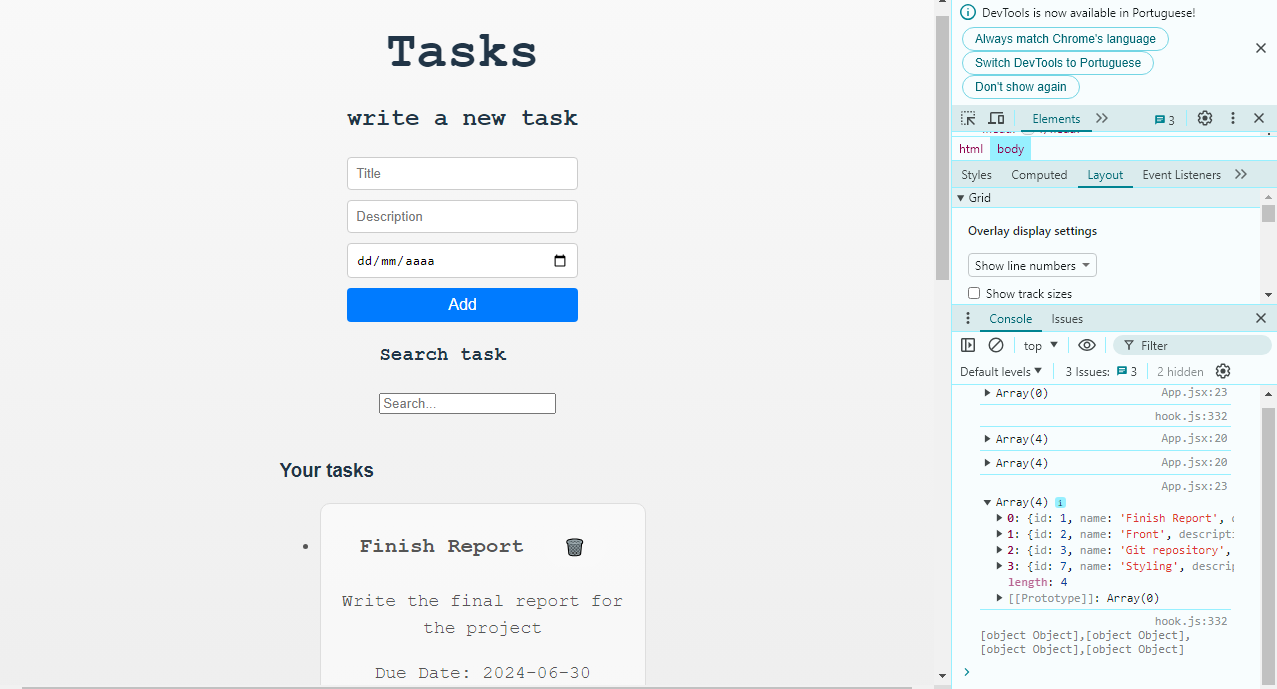 Tasks
write a new task
Title
Description
dd/mm/aaaa
Add
Search task
Search...
Your tasks
Finish Report
Write the final report for
the project
Due Date: 2024-06-30
DevTools is now available in Portuguese!
Always match Chrome's language
Switch DevTools to Portuguese
Don't show again
Elements
3
html body
Styles Computed Layout Event Listeners
Grid
Overlay display settings
Show line numbers
Show track sizes
Console Issues
top Filter
Default levels 3 Issues: 3 2 hidden
Array(0) App.jsx:23
hook.js:332
Array(4) App.jsx:20
Array(4) App.jsx:20
App.jsx:23
Array(4) i
0: {id: 1, name: 'Finish Report',
1: {id: 2, name: 'Front', descripti
2: {id: 3, name: 'Git repository',
3: {id: 7, name: 'Styling', descrip
length: 4
[[Prototype]]: Array(0)
hook.js:332
[object Object],[object Object],
[object Object],[object Object]